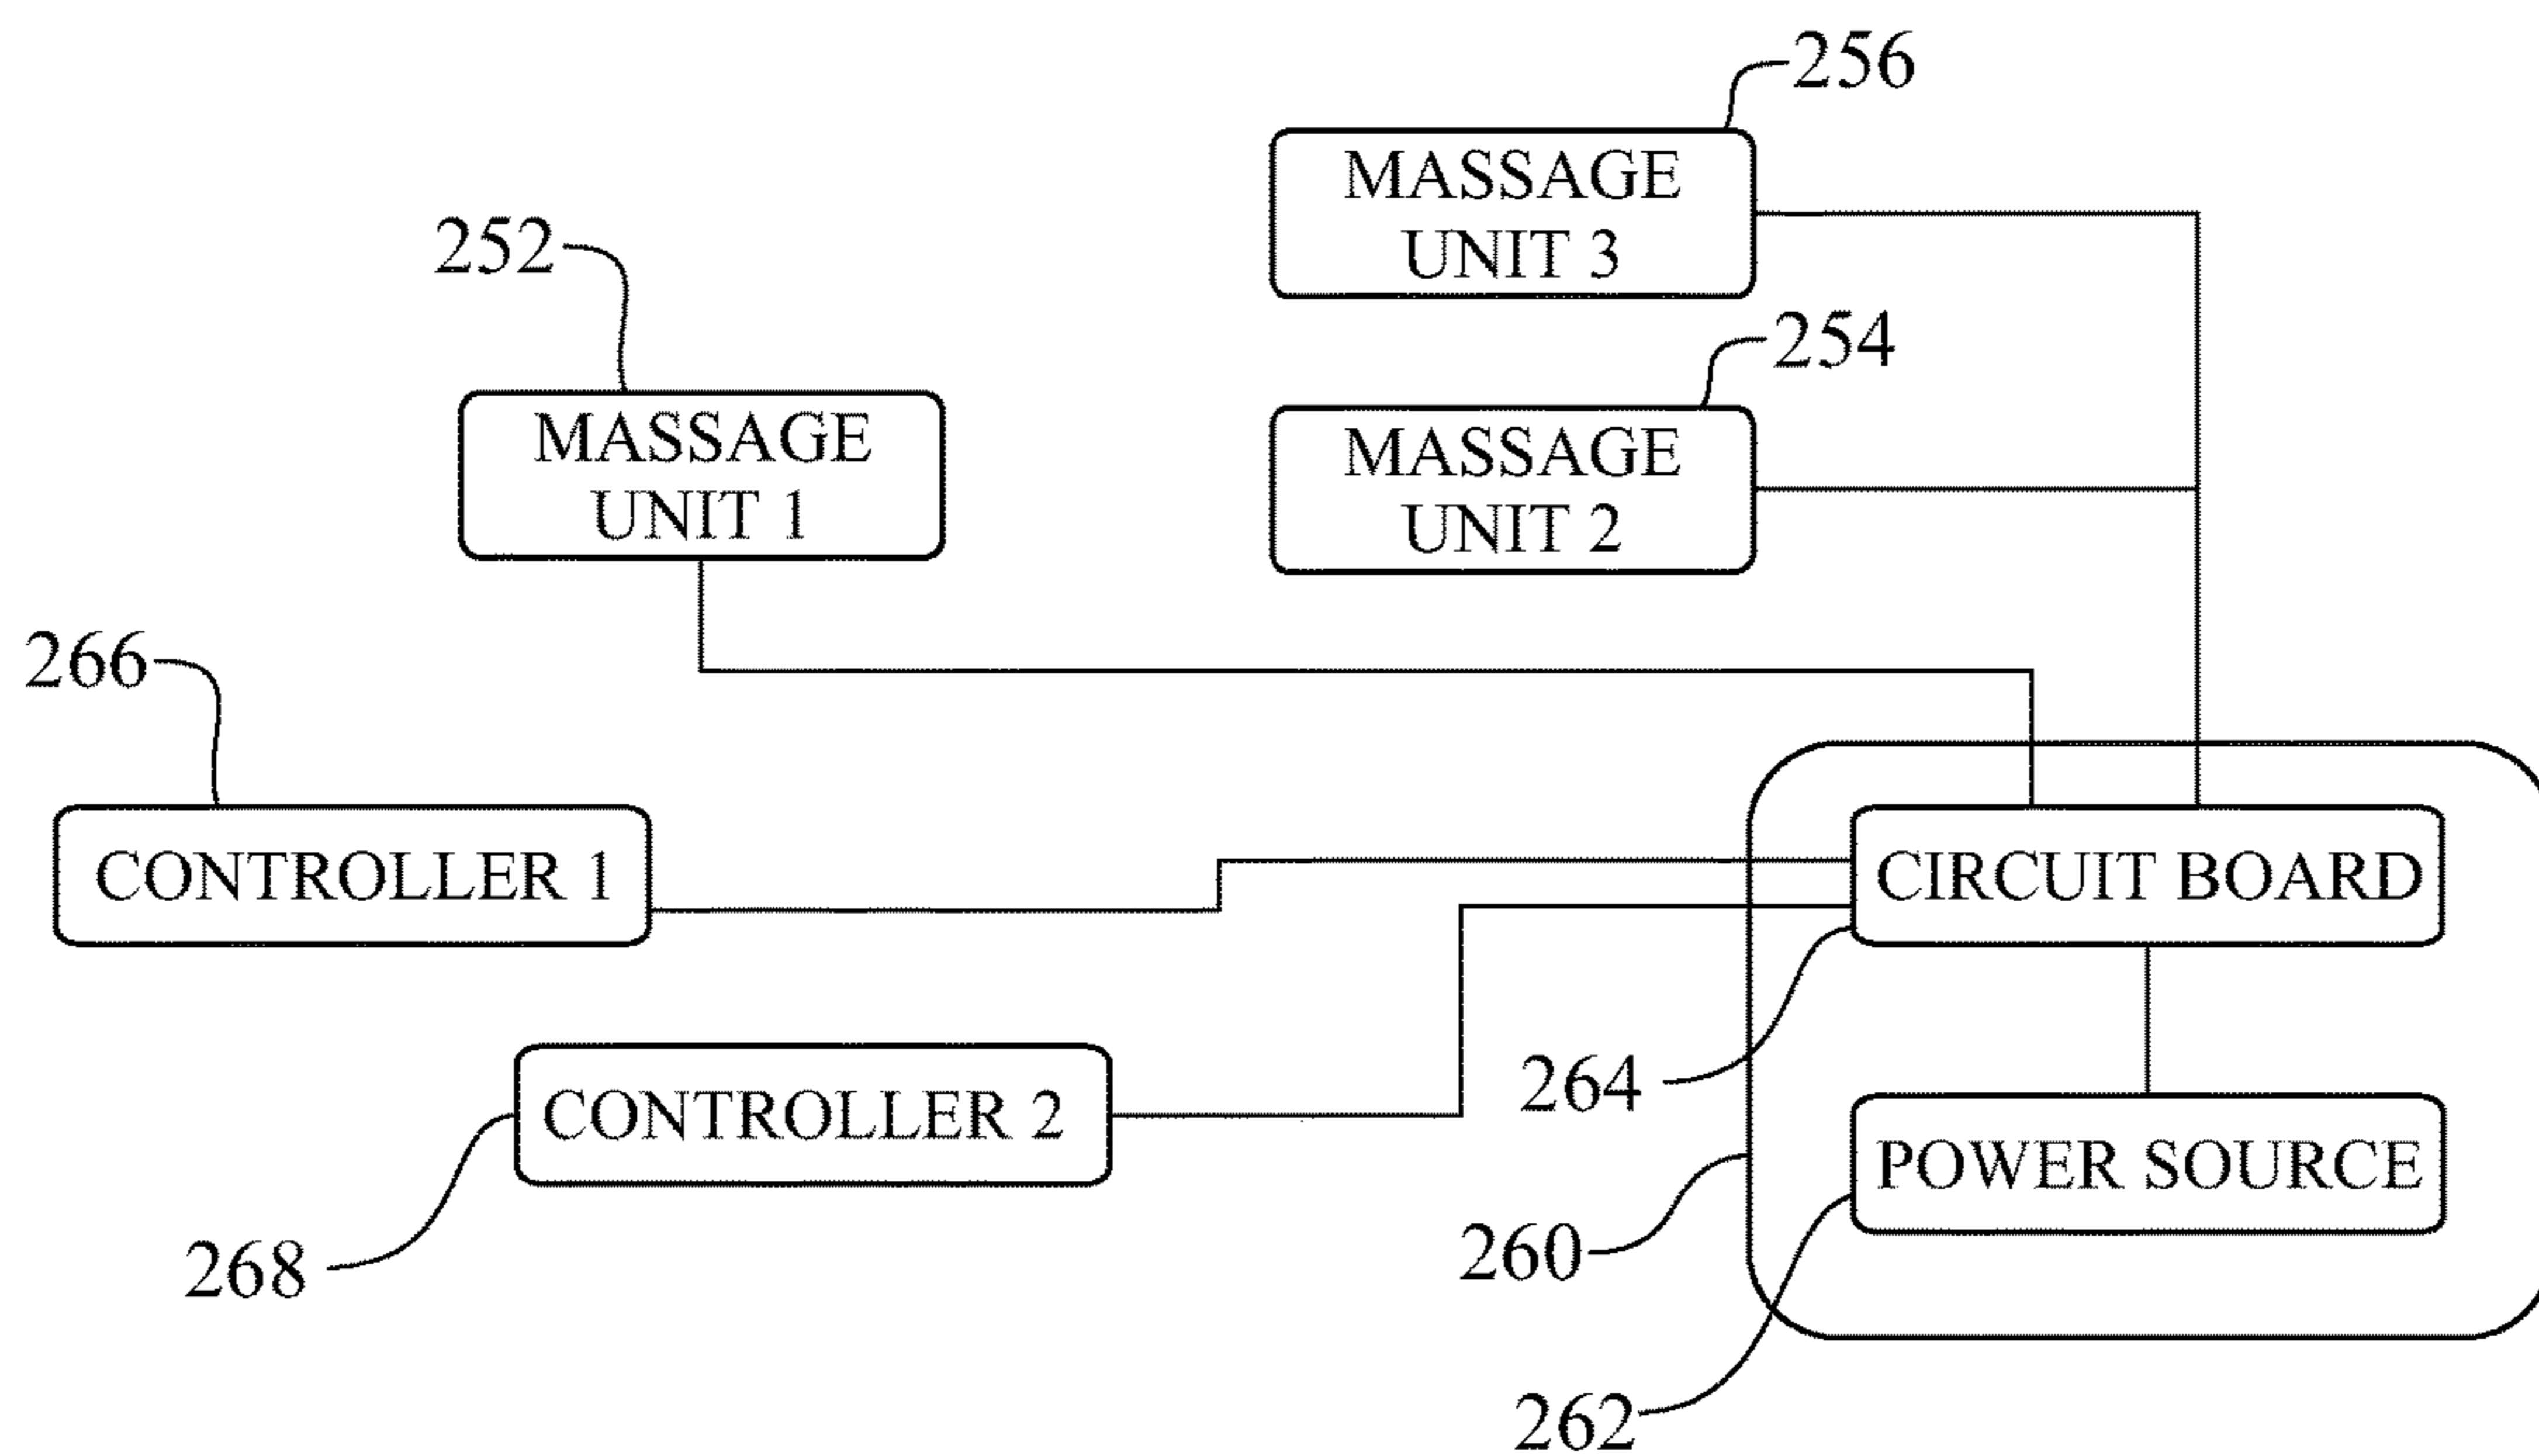 256
MASSAGE
UNIT 3
252
254
MASSAGE
UNIT 1
MASSAGE
UNIT 2
266
CONTROLLER 1
CIRCUIT BOARD
264
CONTROLLER 2
POWER SOURCE
260
268
262